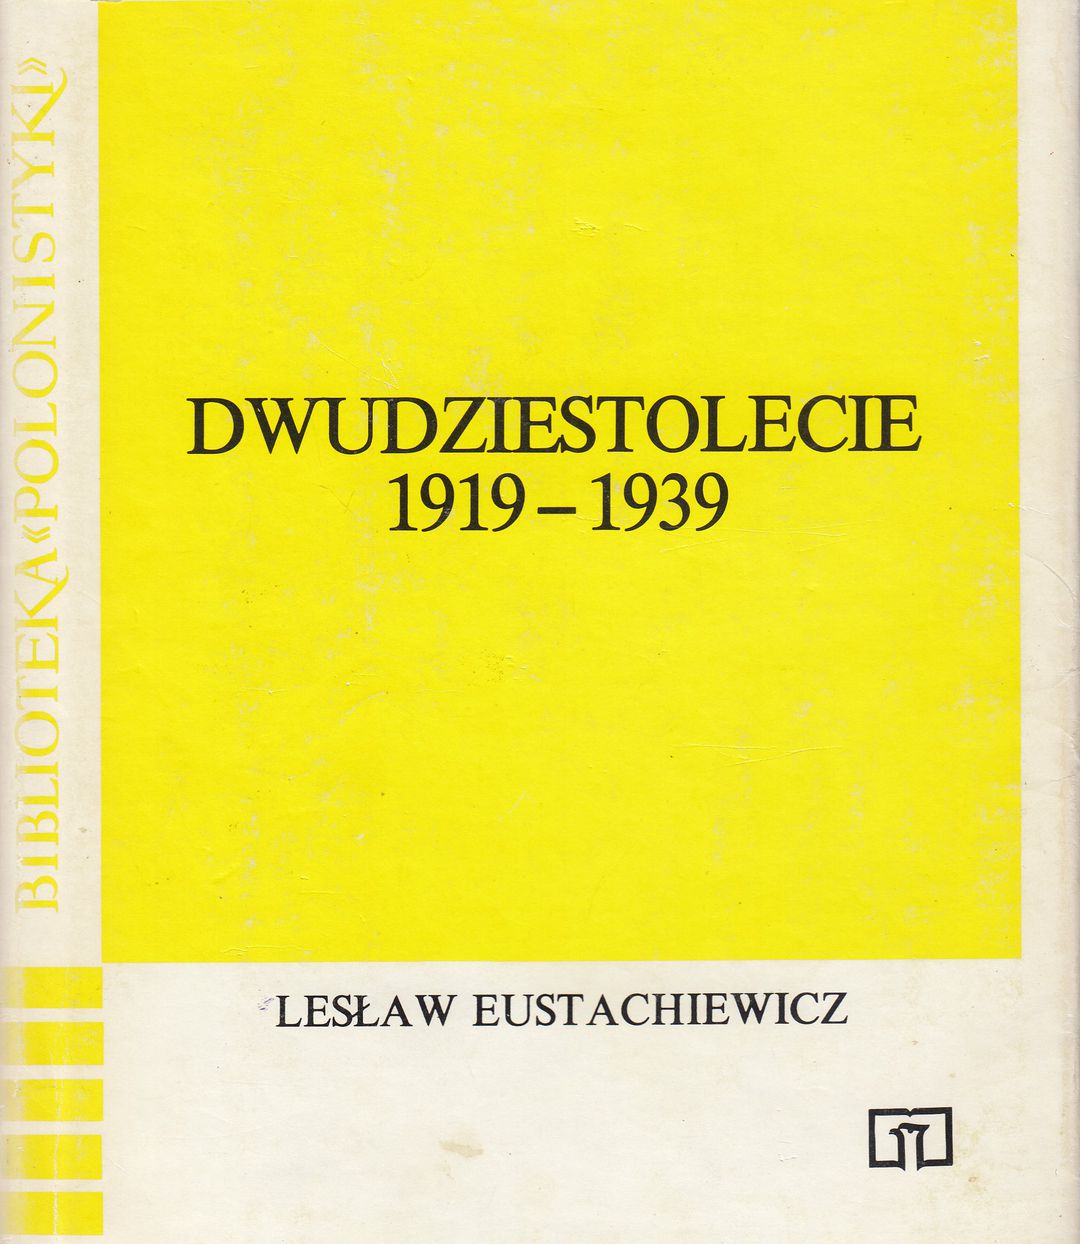 BIBLIOTEKA «POLONISTYKI»
DWUDZIESTOLECIE
1919 – 1939
LESŁAW EUSTACHIEWICZ